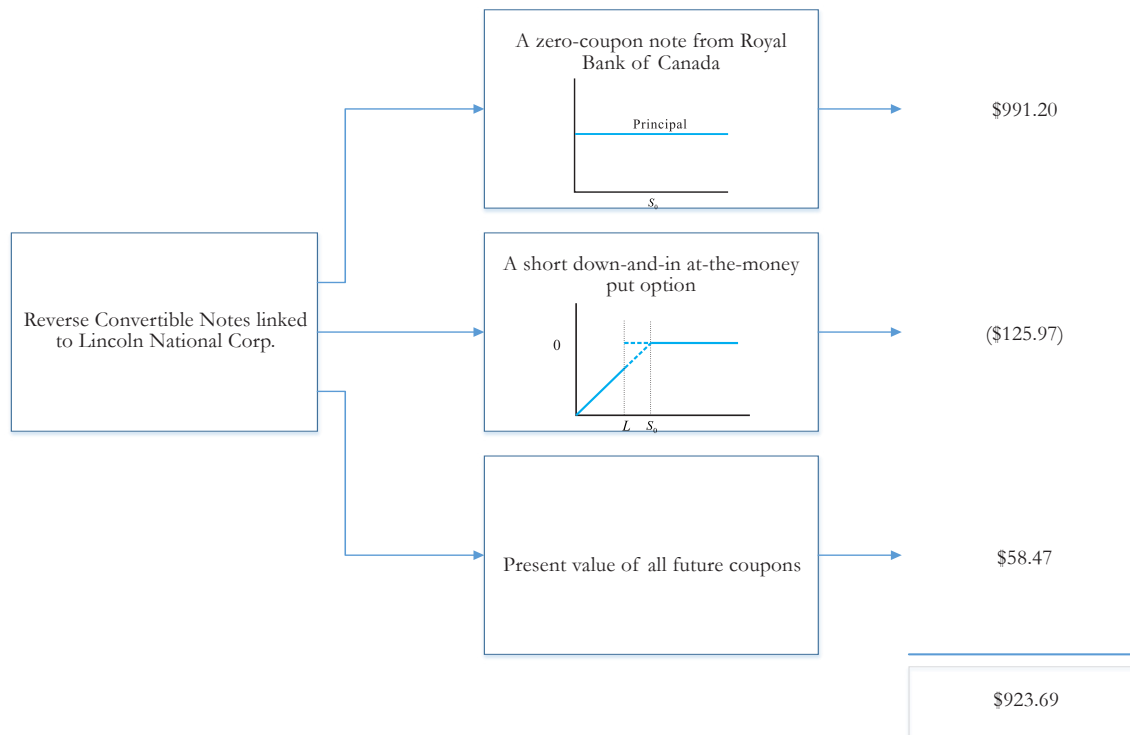 A zero-coupon note from Royal
Bank of Canada
Principal
S₀
$991.20
Reverse Convertible Notes linked
to Lincoln National Corp.
A short down-and-in at-the-money
put option
0
L S₀
($125.97)
Present value of all future coupons
$58.47
$923.69